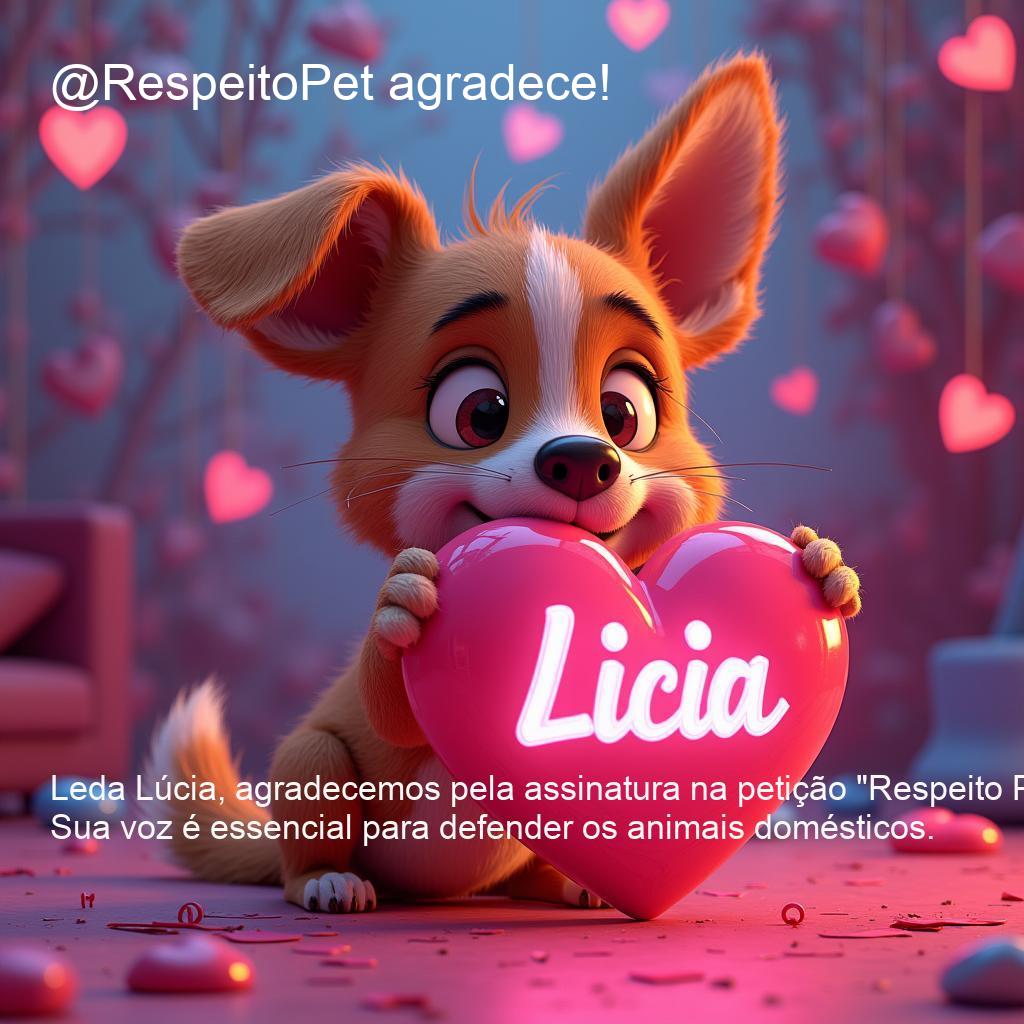 @RespeitoPet agradece!
Licia
Leda Lúcia, agradecemos pela assinatura na petição "Respeito
Sua voz é essencial para defender os animais domésticos.